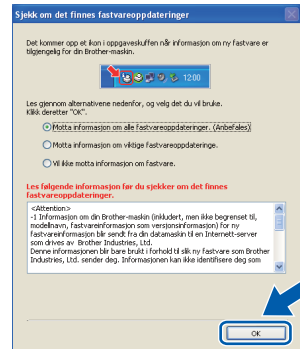 Sjekk om det finnes fastvareoppdateringer
Det kommer opp et ikon i oppgaveskuffen når informasjon om ny fastvare er
tilgjengelig for din Brother-maskin.
1200
Les gjennom alternativene nedenfor, og velg det du vil bruke.
Klikk deretter "OK".
Motta informasjon om alle fastvareoppdateringer. (Anbefales)
Motta informasjon om viktige fastvareoppdateringe.
Vil ikke motta informasjon om fastvare.
Les følgende informasjon før du sjekker om det finnes
fastvareoppdateringer.
<Attention>
-1 Informasjon om din Brother-maskin (inkludert, men ikke begrenset til,
modellnavn, fastvareinformasjon som versjonsinformasjon) for ny
fastvareinformasjon blir sendt fra din datamaskin til en Internett-server
som drives av  Brother Industries, Ltd.
Denne informasjonen blir bare brukt i forhold til slik ny fastvare som Brother
Industries, Ltd. sender deg. Informasjonen kan ikke identifisere deg som
OK